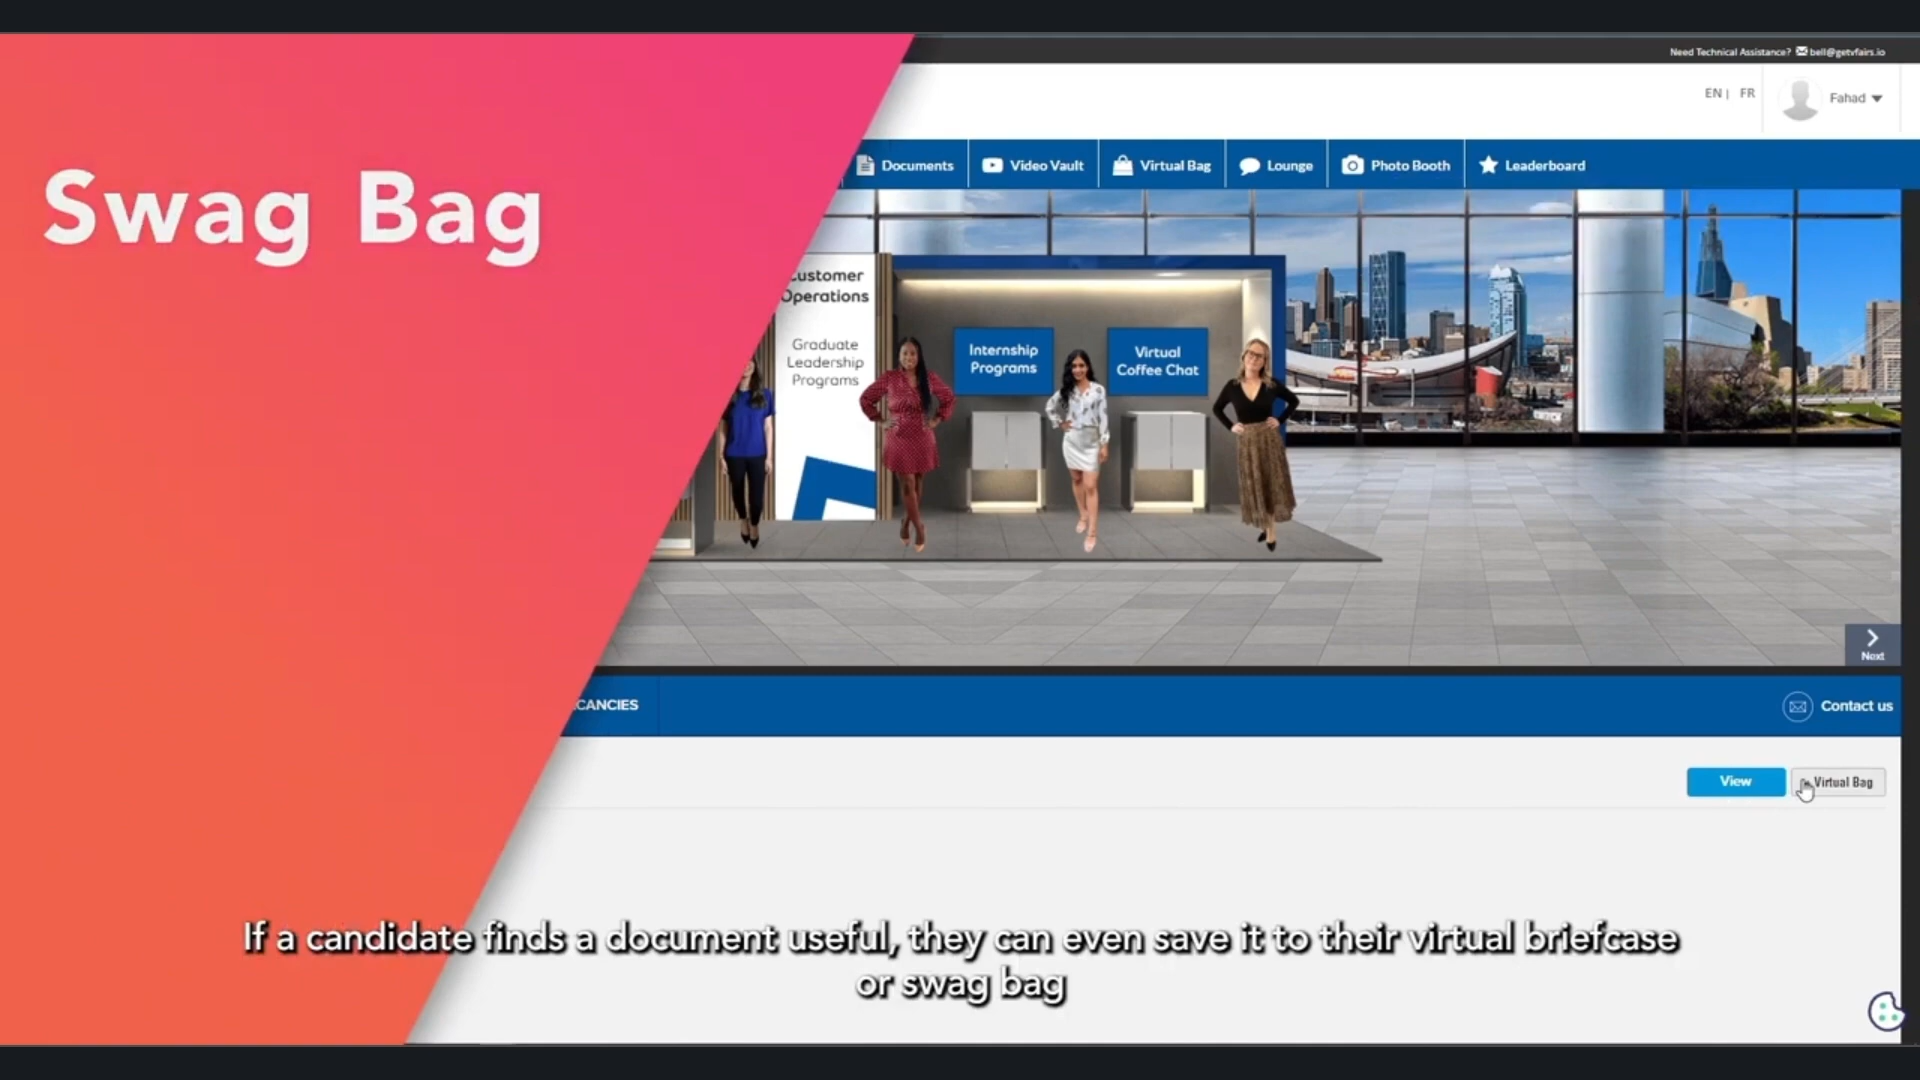 Need Technical Assistance? bell@getvfairs.io
EN | FR
Fahad
Swag Bag
Documents
Video Vault
Virtual Bag
Lounge
Photo Booth
Leaderboard
Customer
Operations
Graduate
Leadership
Programs
Internship
Programs
Virtual
Coffee Chat
Next
CANCIES
Contact us
View
Virtual Bag
If a candidate finds a document useful, they can even save it to their virtual briefcase
or swag bag